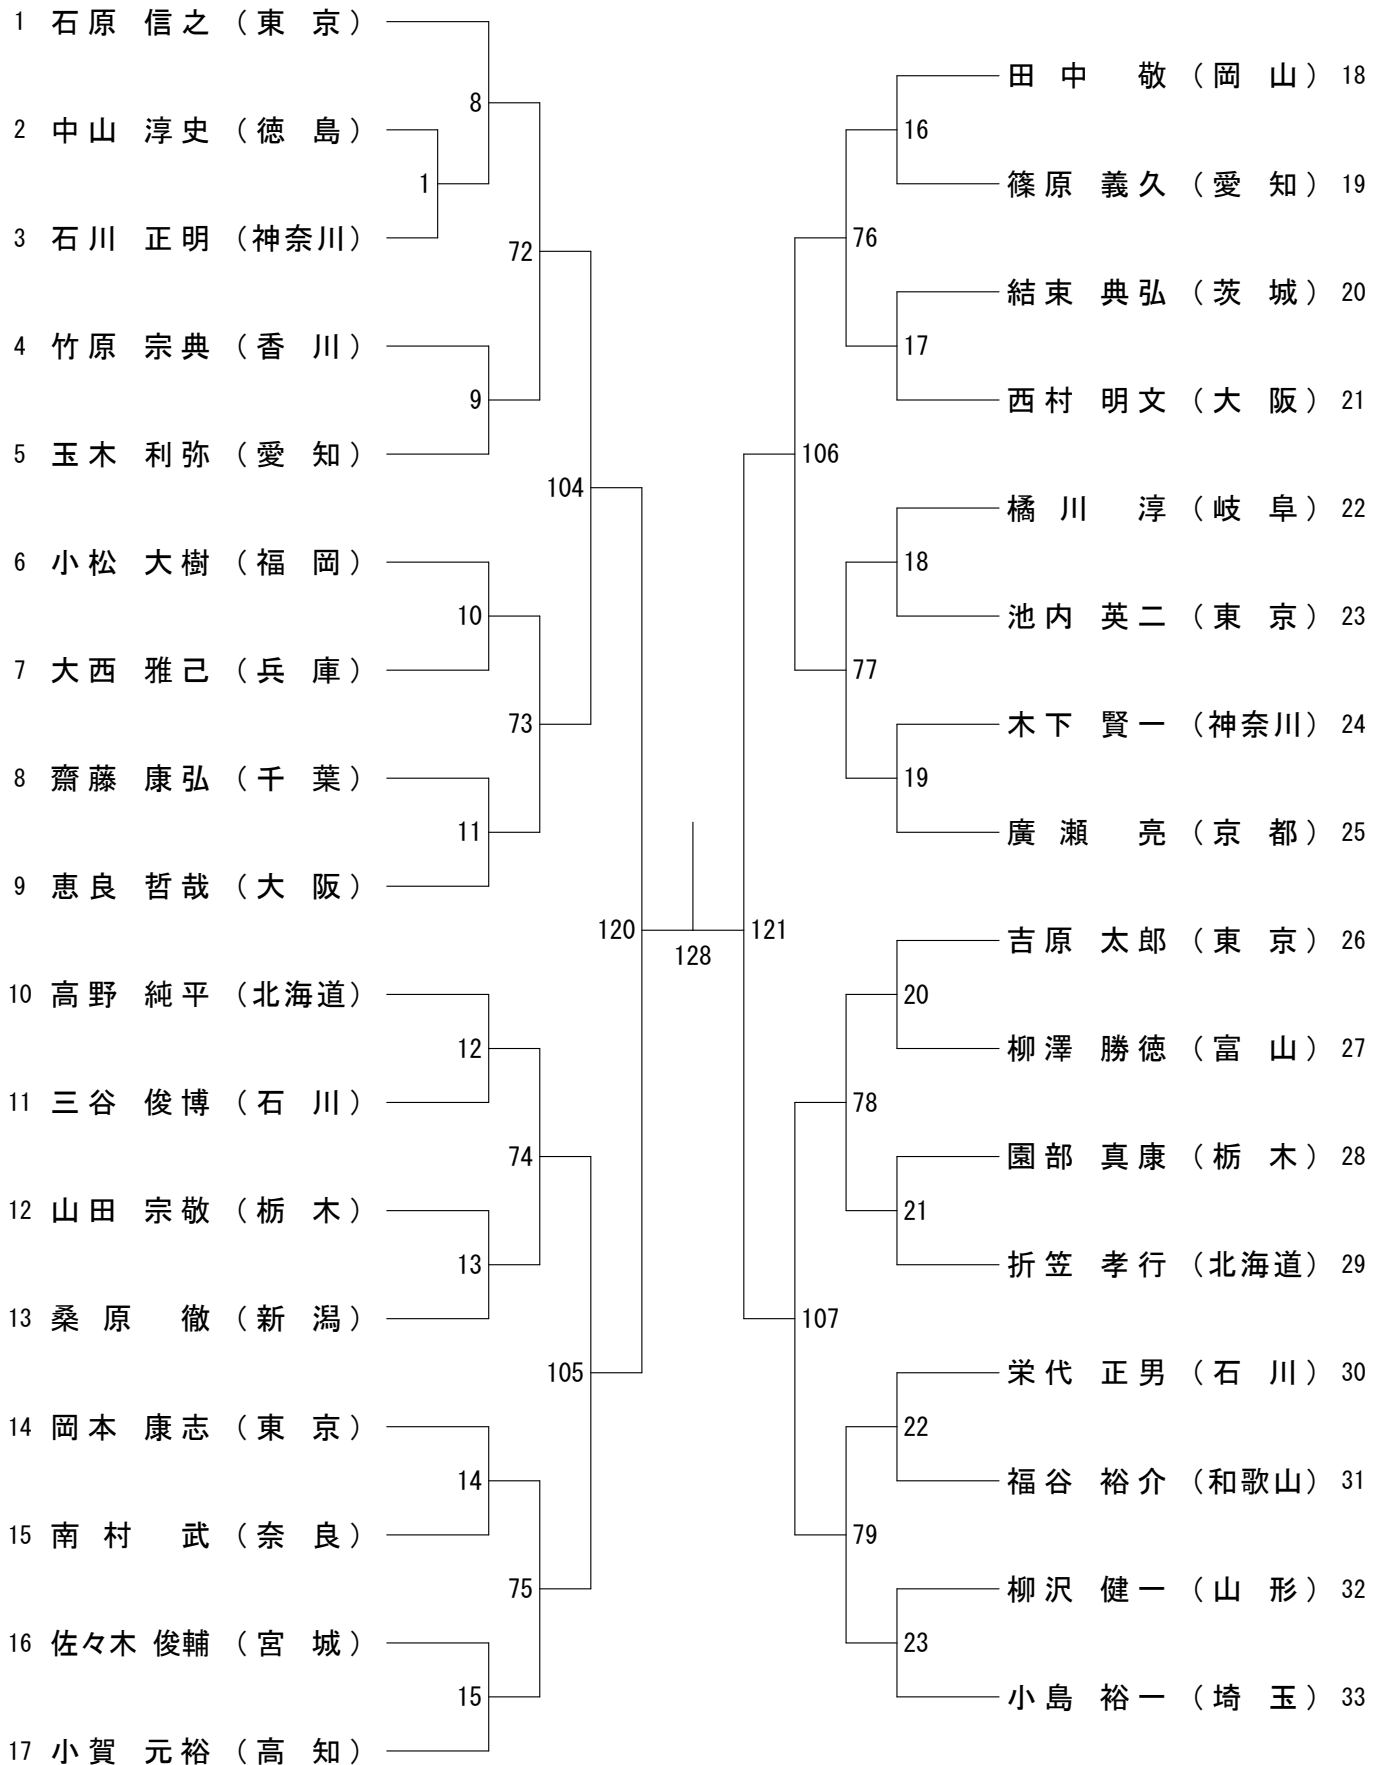 1 石原 信之 (東 京)
2 中山 淳史 (徳 島)
3 石川 正明 (神奈川)
4 竹原 宗典 (香 川)
5 玉木 利弥 (愛 知)
6 小松 大樹 (福 岡)
7 大西 雅己 (兵 庫)
8 齋藤 康弘 (千 葉)
9 恵良 哲哉 (大 阪)
10 高野 純平 (北海道)
11 三谷 俊博 (石 川)
12 山田 宗敬 (栃 木)
13 桑原 徹 (新 潟)
14 岡本 康志 (東 京)
15 南村 武 (奈 良)
16 佐々木 俊輔 (宮 城)
17 小賀 元裕 (高 知)
8
1
72
9
104
10
73
11
120
12
74
13
105
14
75
15
128
121
106
76
16
17
77
18
19
107
78
20
21
79
22
23
田中 敬 (岡 山) 18
篠原 義久 (愛 知) 19
結束 典弘 (茨 城) 20
西村 明文 (大 阪) 21
橘川 淳 (岐 阜) 22
池内 英二 (東 京) 23
木下 賢一 (神奈川) 24
廣瀬 亮 (京 都) 25
吉原 太郎 (東 京) 26
柳澤 勝徳 (富 山) 27
園部 真康 (栃 木) 28
折笠 孝行 (北海道) 29
栄代 正男 (石 川) 30
福谷 裕介 (和歌山) 31
柳沢 健一 (山 形) 32
小島 裕一 (埼 玉) 33